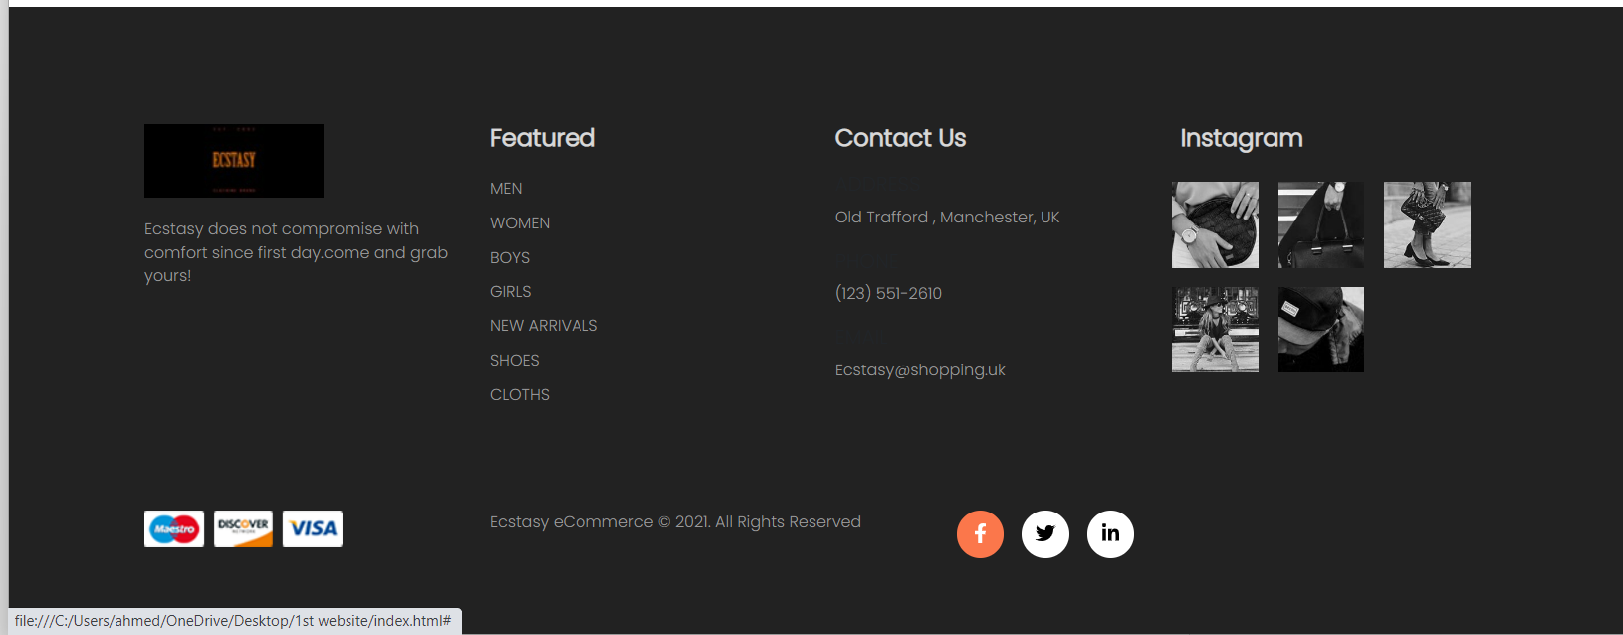 ECSTASY
Ecstasy does not compromise with
comfort since first day.come and grab
yours!
Featured
MEN
WOMEN
BOYS
GIRLS
NEW ARRIVALS
SHOES
CLOTHS
Contact Us
Old Trafford , Manchester, UK
(123) 551-2610
Ecstasy@shopping.uk
Instagram
Maestro
DISCOVER
NETWORK
VISA
Ecstasy eCommerce © 2021. All Rights Reserved
f
in
file:///C:/Users/ahmed/OneDrive/Desktop/1st website/index.html#